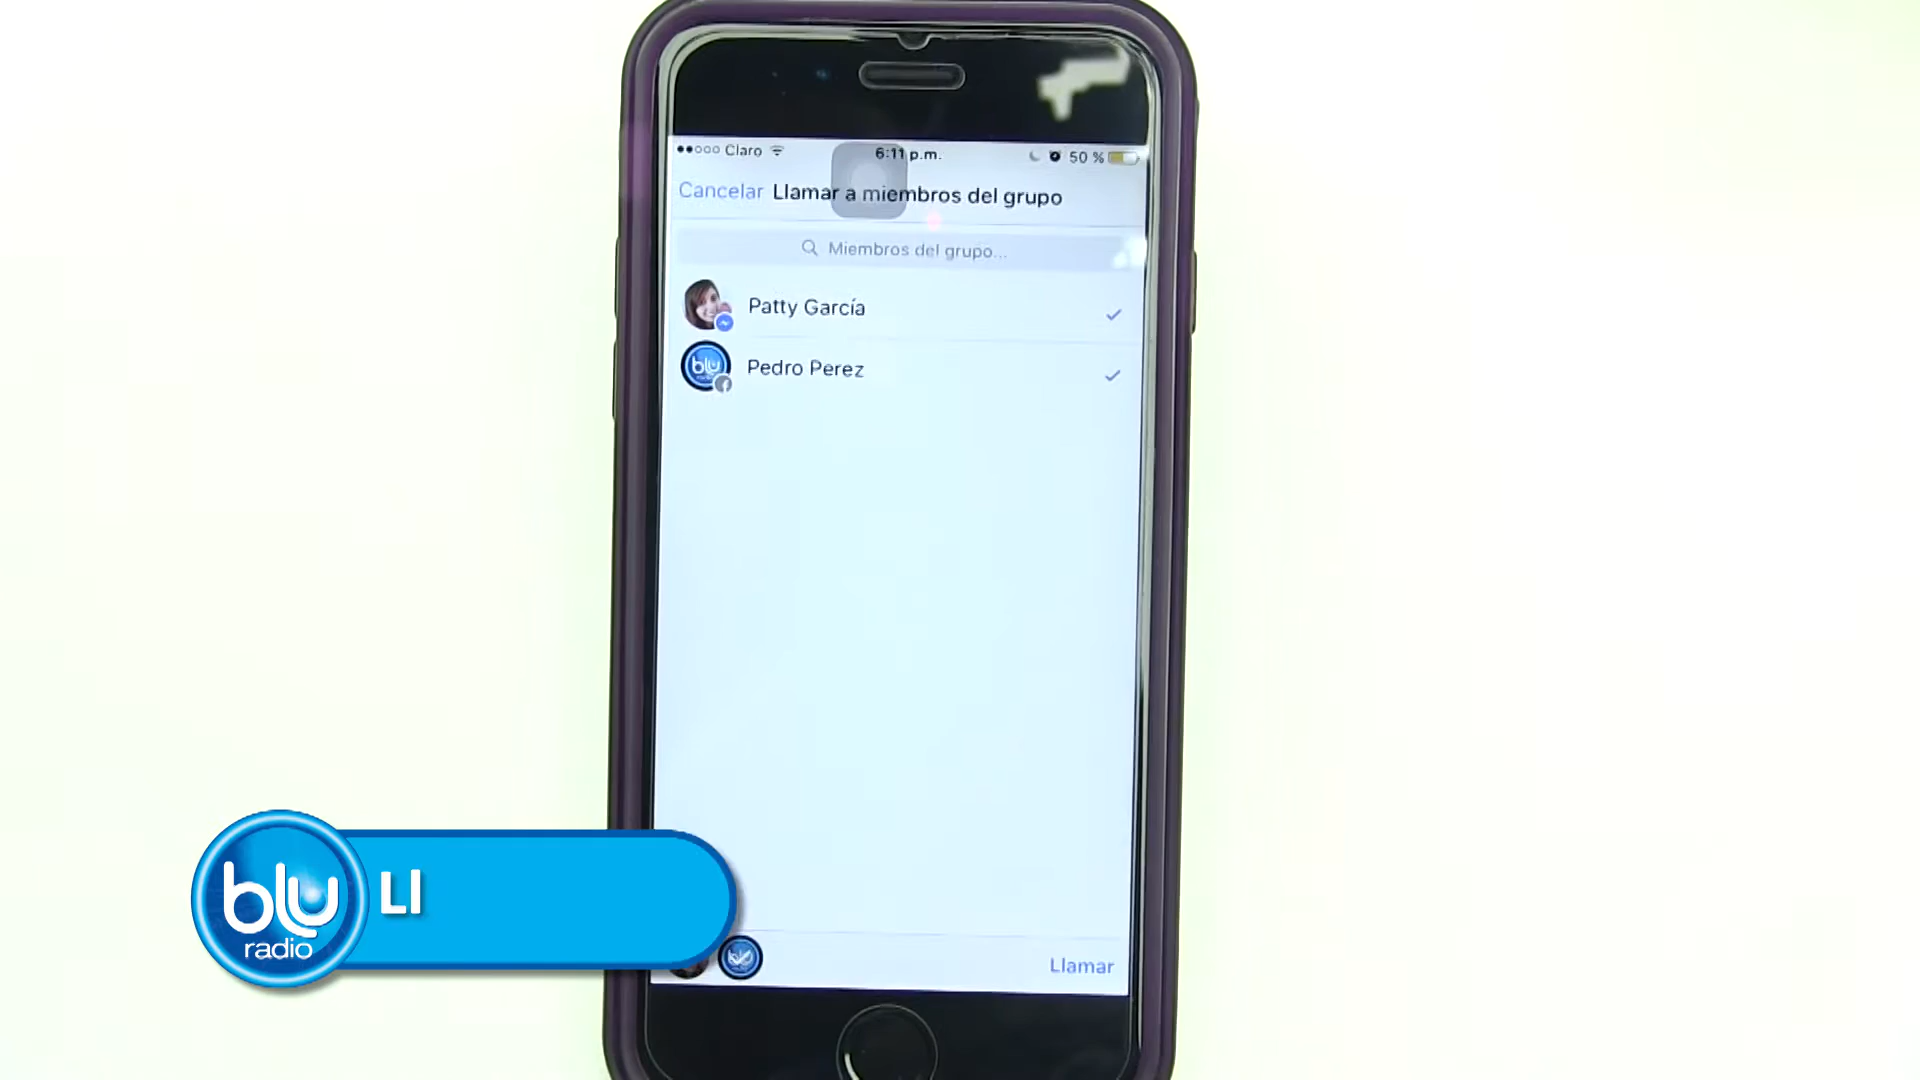 Claro 6:11 p.m. 50 %
Cancelar Llamar a miembros del grupo
Miembros del grupo...
Patty García
blu
Pedro Perez
Llamar
blu
radio
LI